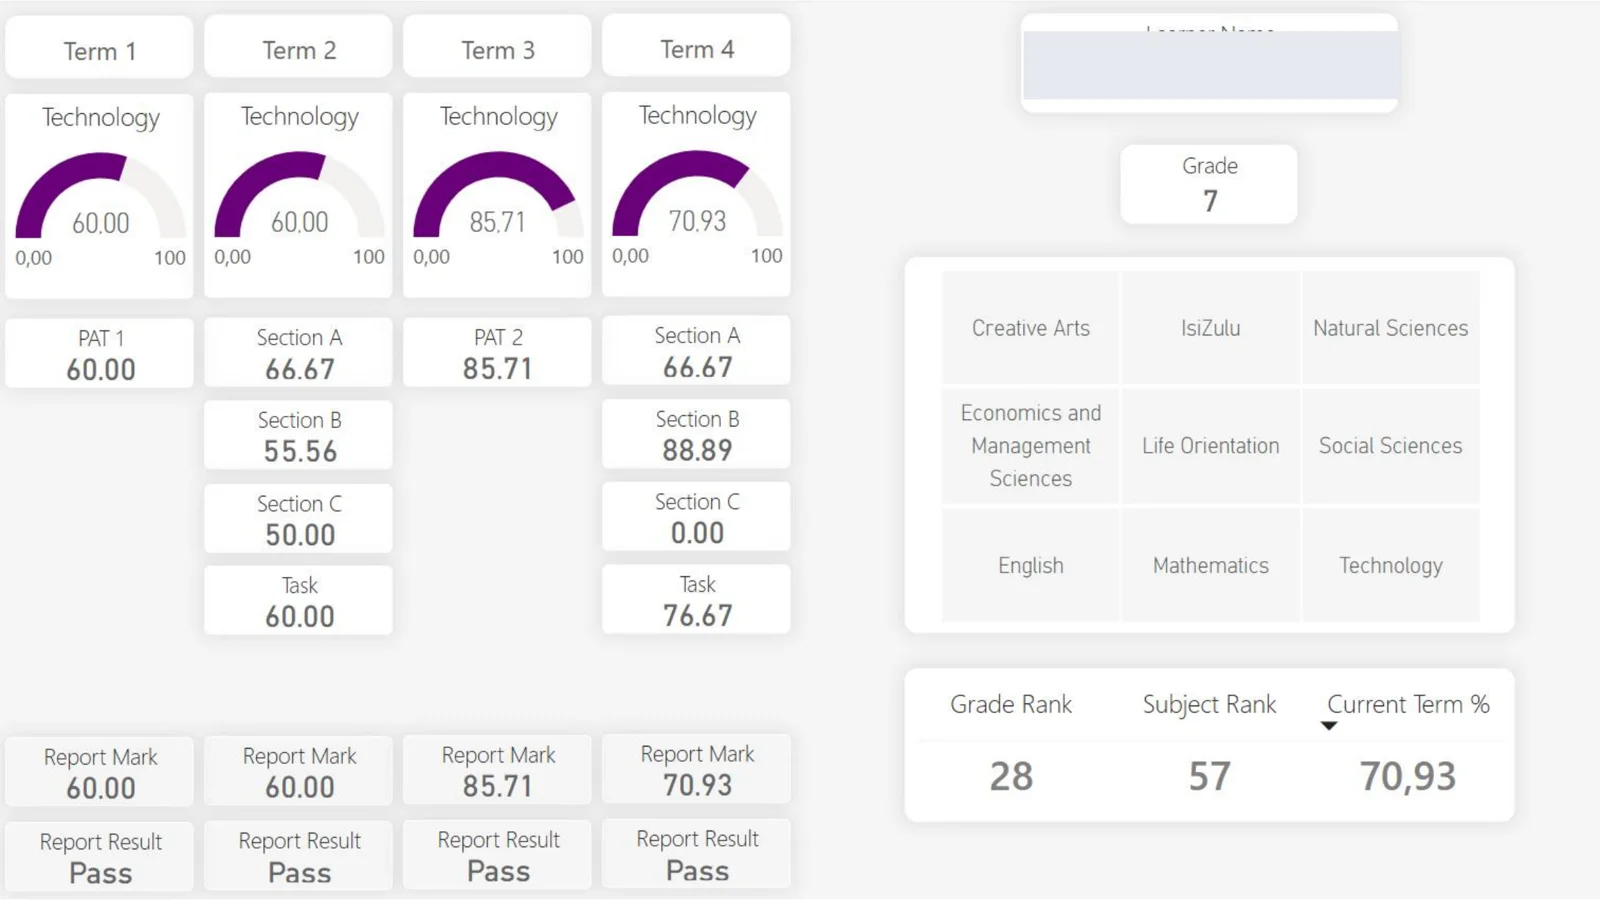 Term 1
Technology
60,00
0,00 100
PAT 1
60.00
Report Mark
60.00
Report Result
Pass
Term 2
Technology
60,00
0,00 100
Section A
66.67
Section B
55.56
Section C
50.00
Task
60.00
Report Mark
60.00
Report Result
Pass
Term 3
Technology
85,71
0,00 100
PAT 2
85.71
Report Mark
85.71
Report Result
Pass
Term 4
Technology
70,93
0,00 100
Section A
66.67
Section B
88.89
Section C
0.00
Task
76.67
Report Mark
70.93
Report Result
Pass
Learner Name
Grade
7
Creative Arts
IsiZulu
Natural Sciences
Economics and
Management
Sciences
Life Orientation
Social Sciences
English
Mathematics
Technology
Grade Rank Subject Rank Current Term %
28 57 70,93